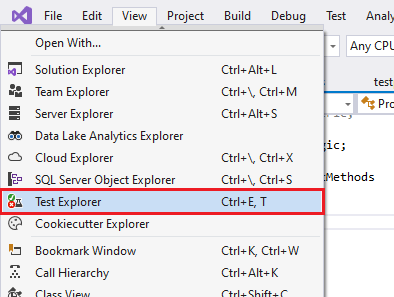 View Project Build Debug Test Analy
Open With...
Any CPU
Solution Explorer Ctrl+Alt+L
test
Team Explorer Ctrl+\, Ctrl+M
Pro
Server Explorer Ctrl+Alt+S
Data Lake Analytics Explorer
gic;
Cloud Explorer Ctrl+\, Ctrl+X
SQL Server Object Explorer Ctrl+\, Ctrl+S
tMethods
Test Explorer Ctrl+E, T
Cookiecutter Explorer
Bookmark Window Ctrl+K, Ctrl+W
Call Hierarchy Ctrl+Alt+K
Class View Ctrl+Shift+C